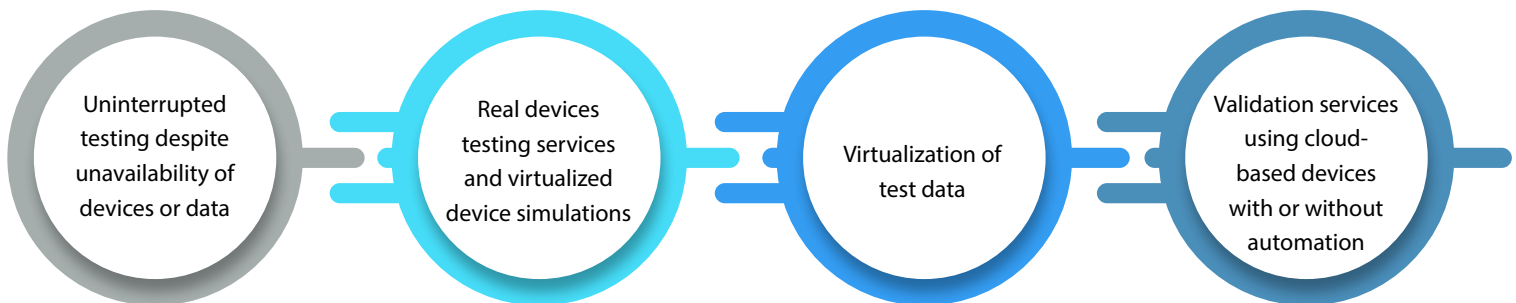 Uninterrupted
testing despite
unavailability of
devices or data
Real devices
testing services
and virtualized
device simulations
Virtualization of
test data
Validation services
using cloud-
based devices
with or without
automation